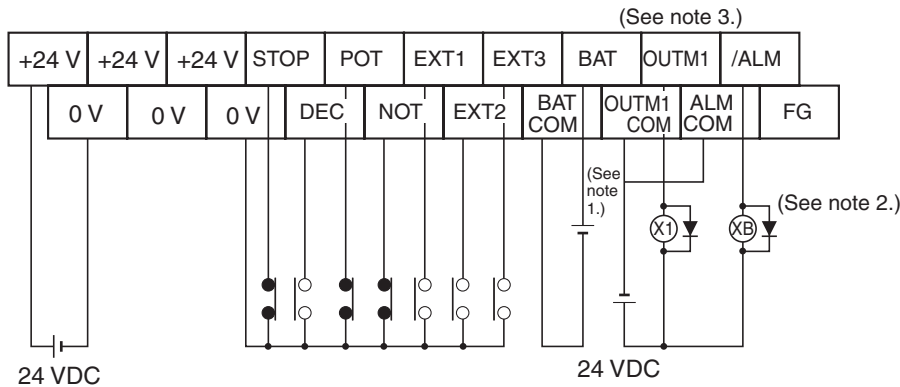 (See note 3.)
+24 V +24 V +24 V STOP POT EXT1 EXT3 BAT OUTM1 /ALM
0 V 0 V 0 V DEC NOT EXT2 BAT COM OUTM1 COM ALM COM FG
(See
note
1.)
X1 XB (See note 2.)
24 VDC 24 VDC